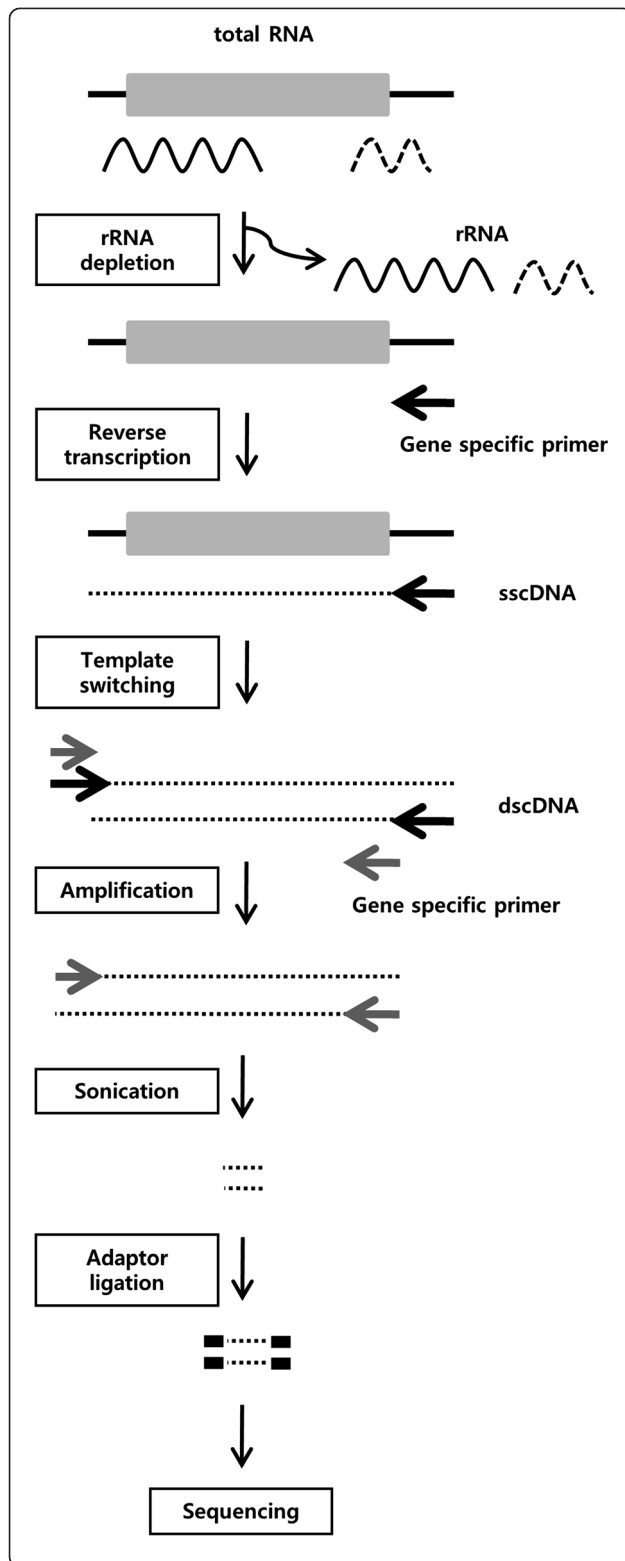 total RNA
rRNA
depletion
rRNA
Reverse
transcription
Gene specific primer
sscDNA
Template
switching
dscDNA
Amplification
Gene specific primer
Sonication
Adaptor
ligation
Sequencing